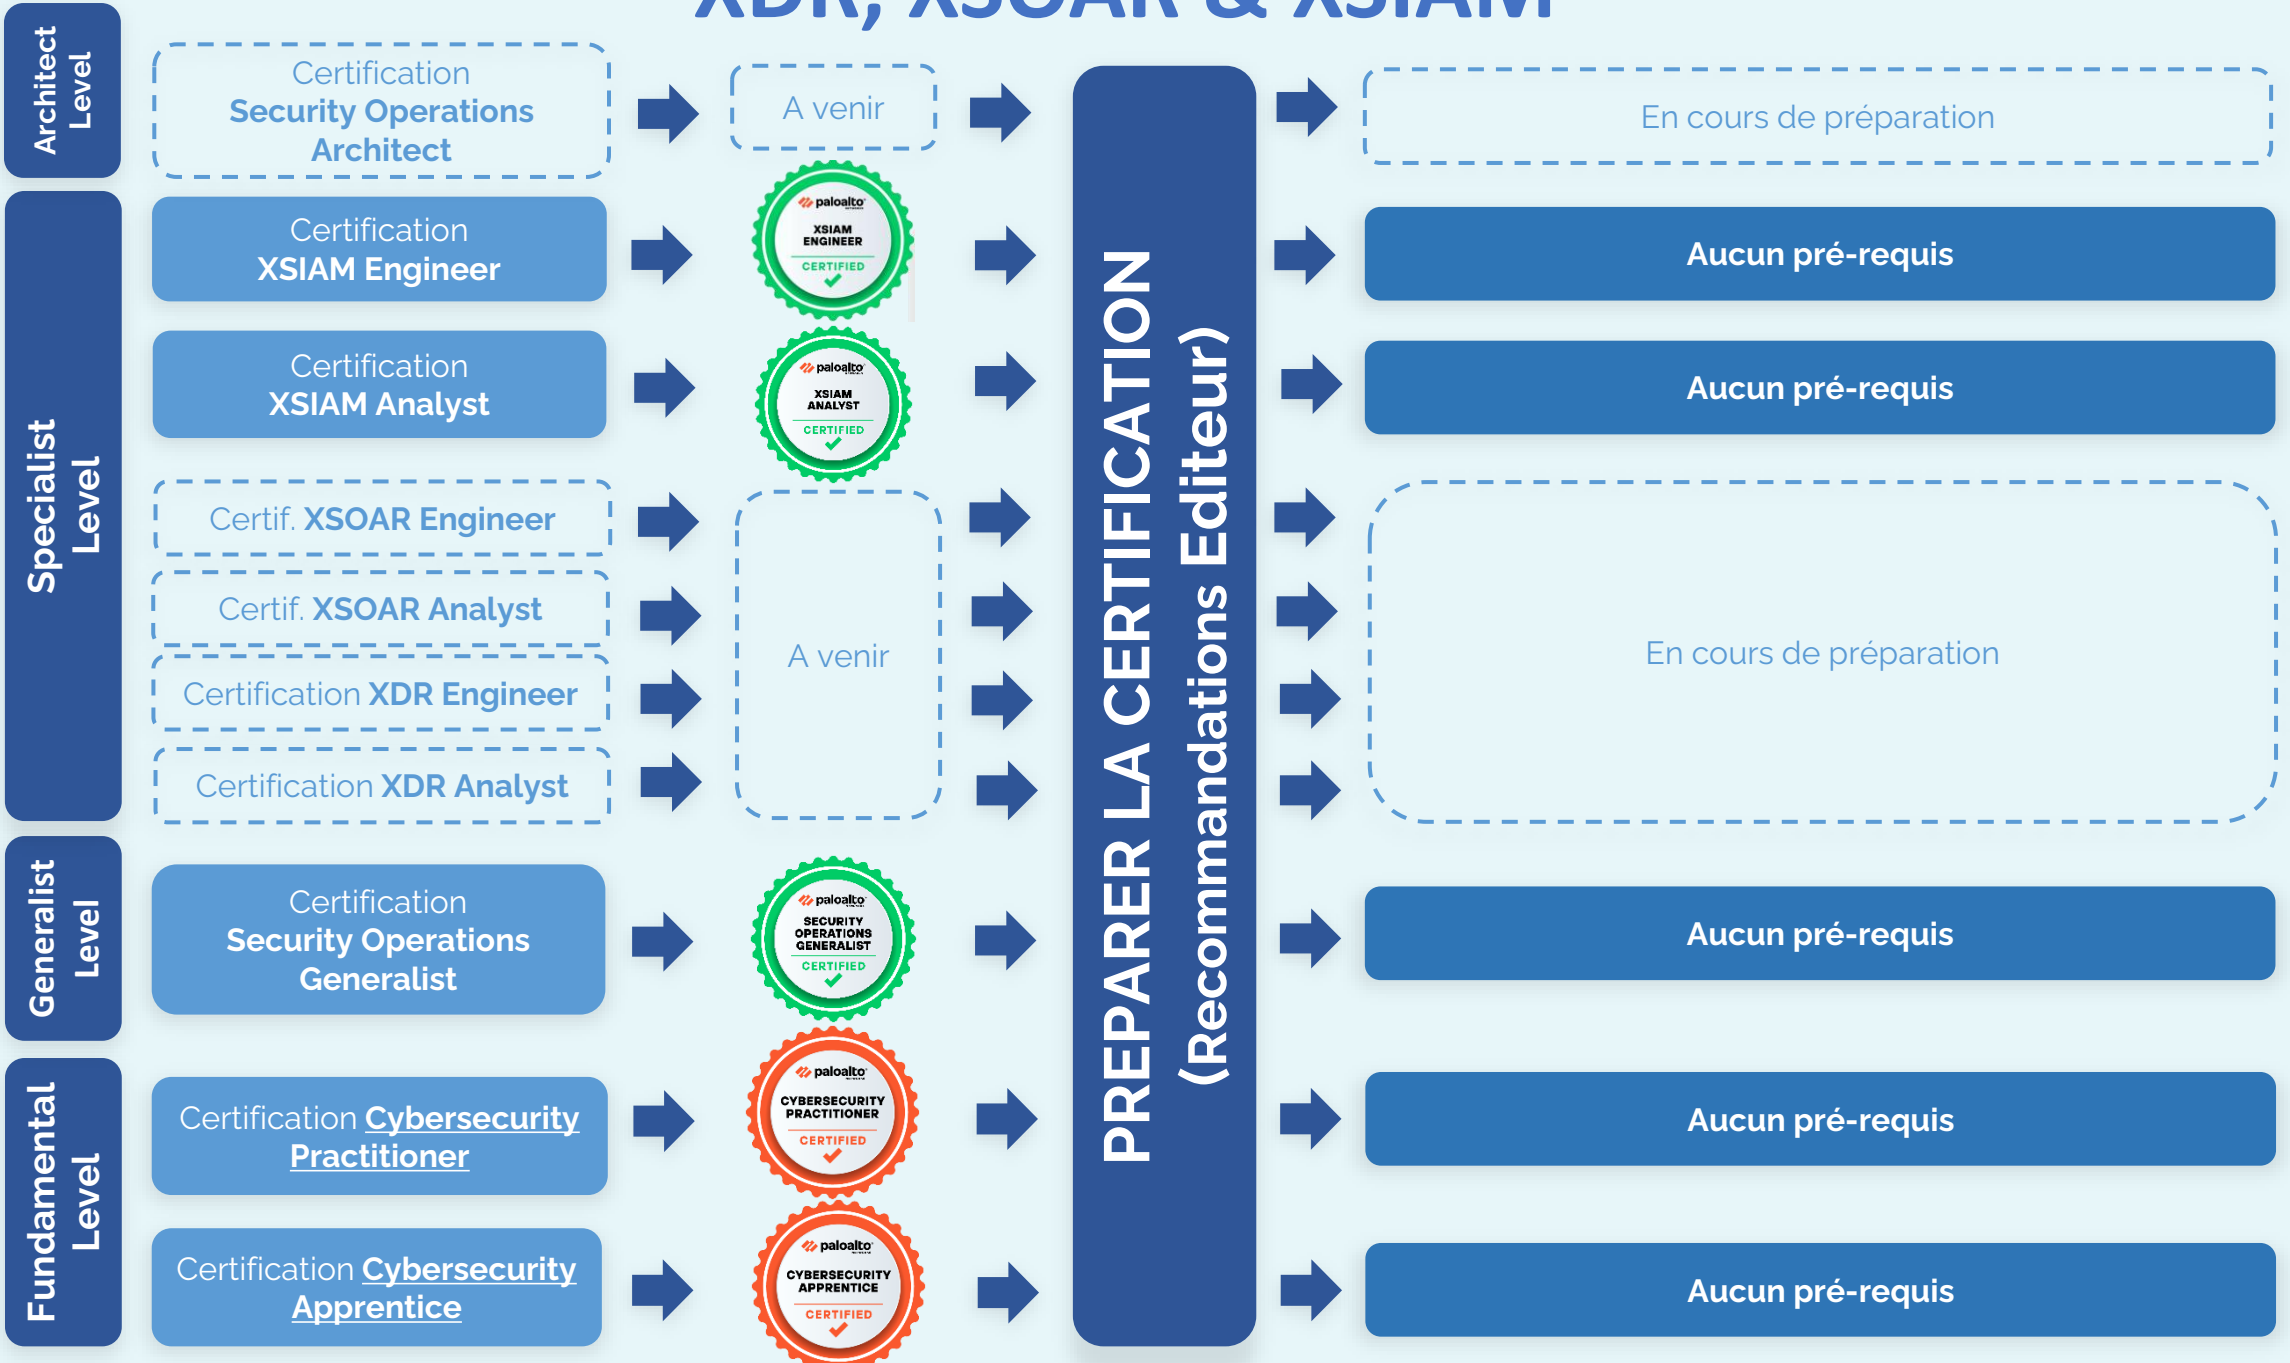 XDR, XSOAR & XSIAM
Architect
Level
Certification
Security Operations
Architect
A venir
En cours de préparation
Specialist
Level
Certification
XSIAM Engineer
paloalto
XSIAM
ENGINEER
CERTIFIED
Aucun pré-requis
Certification
XSIAM Analyst
paloalto
XSIAM
ANALYST
CERTIFIED
Aucun pré-requis
Certif. XSOAR Engineer
Certif. XSOAR Analyst
Certification XDR Engineer
Certification XDR Analyst
A venir
En cours de préparation
PREPARER LA CERTIFICATION
(Recommandations Editeur)
Generalist
Level
Certification
Security Operations
Generalist
paloalto
SECURITY
OPERATIONS
GENERALIST
CERTIFIED
Aucun pré-requis
Fundamental
Level
Certification Cybersecurity
Practitioner
paloalto
CYBERSECURITY
PRACTITIONER
CERTIFIED
Aucun pré-requis
Certification Cybersecurity
Apprentice
paloalto
CYBERSECURITY
APPRENTICE
CERTIFIED
Aucun pré-requis